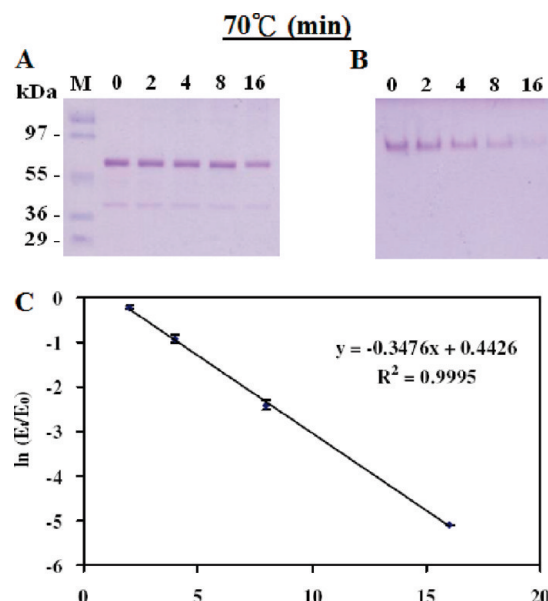 70℃ (min)
A
B
M 0 2 4 8 16
0 2 4 8 16
kDa
97 -
55 -
36 -
29 -
C
0
-1
-2
-3
-4
-5
-6
ln (Et/E0)
y = -0.3476x + 0.4426
R² = 0.9995
0 5 10 15 20